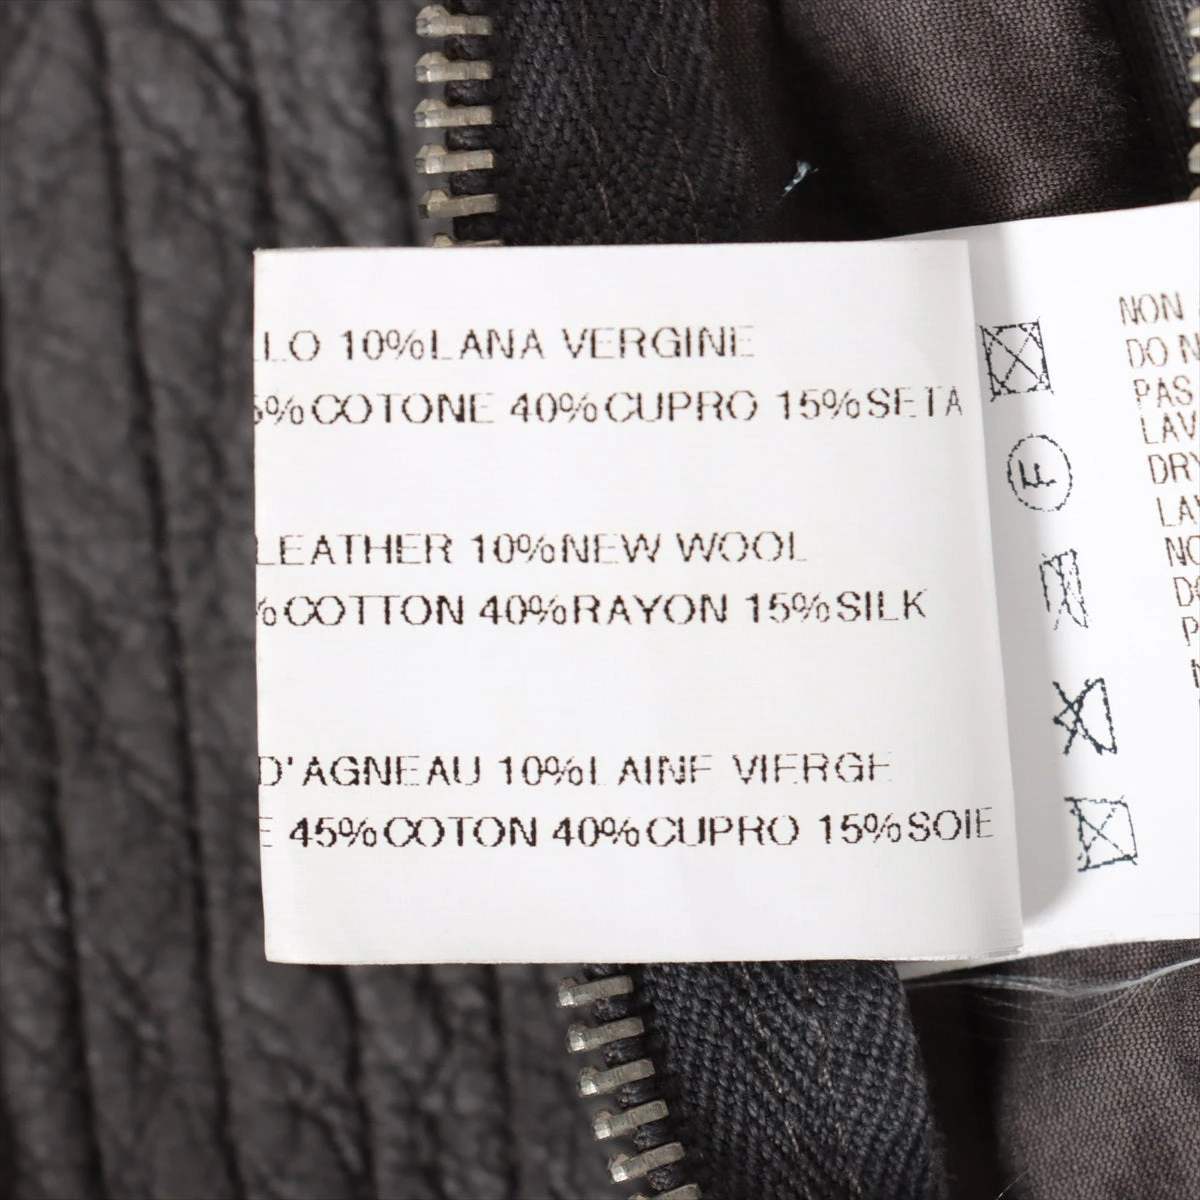 LLO 10%LANA VERGINE
5%COTONE 40%CUPRO 15%SETA
LEATHER 10%NEW WOOL
%COTTON 40%RAYON 15%SILK
D'AGNEAU 10%LAINE VIERGE
E 45%COTON 40%CUPRO 15%SOIE
F
NON
DO N
PAS
LAV
DRY
LAV
NO
DO
P
N